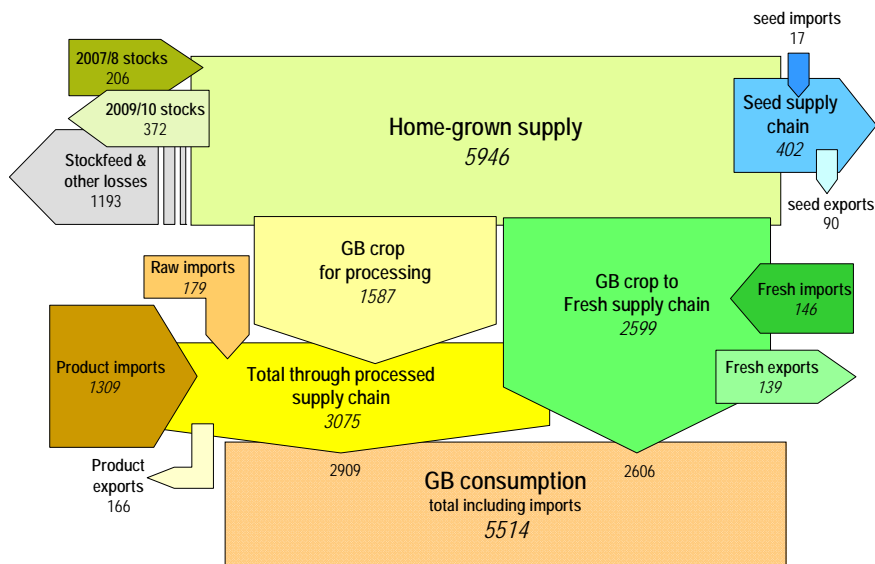 seed imports
17
2007/8 stocks
206
2009/10 stocks
372
Home-grown supply
5946
Seed supply
chain
402
Stockfeed &
other losses
1193
seed exports
90
GB crop
for processing
1587
Raw imports
179
GB crop to
Fresh supply chain
2599
Fresh imports
146
Product imports
1309
Total through processed
supply chain
3075
Fresh exports
139
Product
exports
166
2909
2606
GB consumption
total including imports
5514